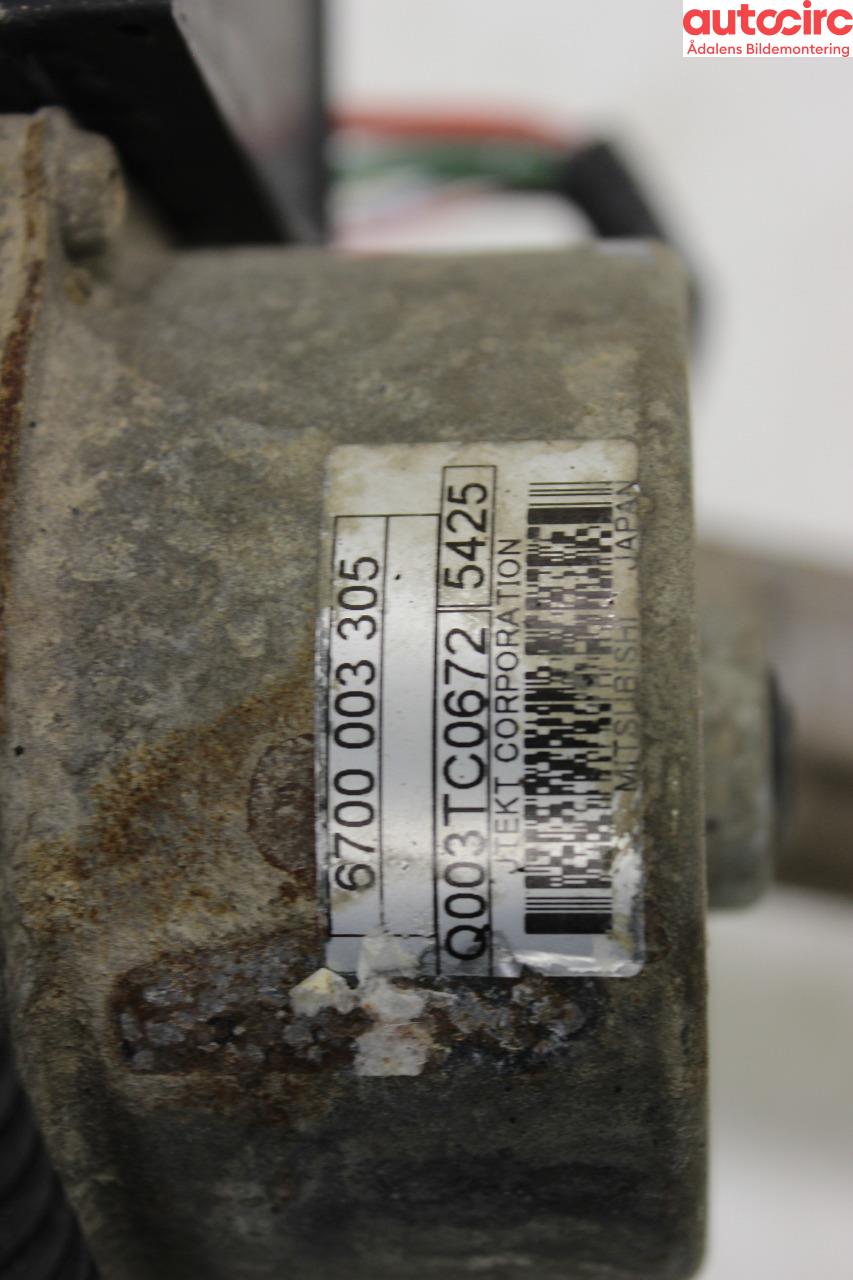 autocirc
Ådalens Bildemontering
6700 003 305
Q003TC0672 5425
JTEKT CORPORATION
MITSUBISHI JAPAN